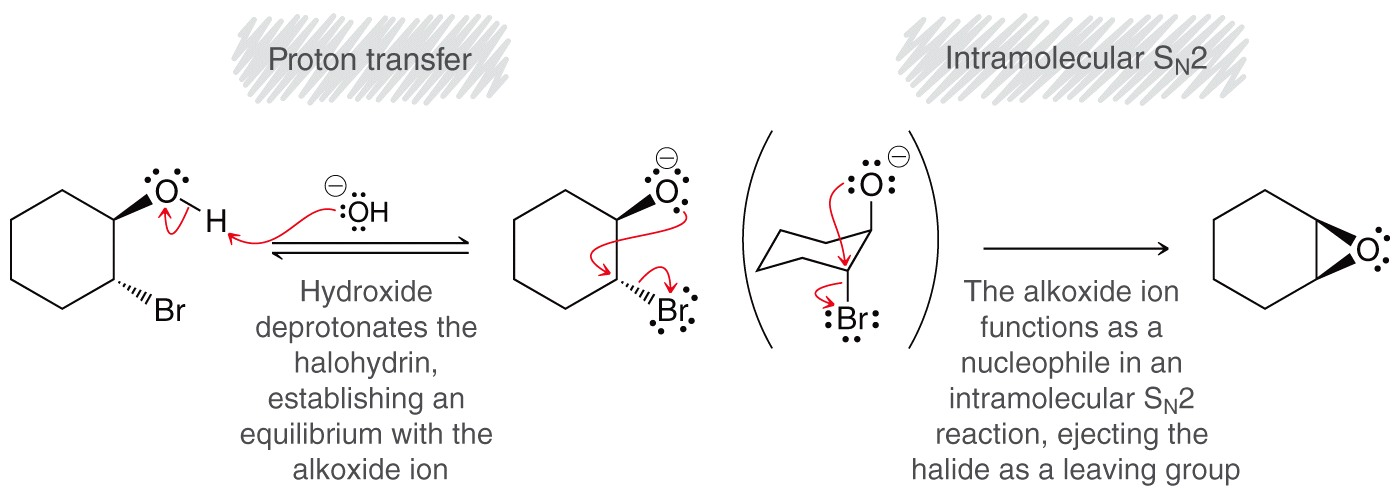 Proton transfer
Intramolecular SN2
O
H
⊖
:ÖH
Br
Hydroxide
deprotonates the
halohydrin,
establishing an
equilibrium with the
alkoxide ion
⊖
O
Br
⊖
O
Br
The alkoxide ion
functions as a
nucleophile in an
intramolecular SN2
reaction, ejecting the
halide as a leaving group
O